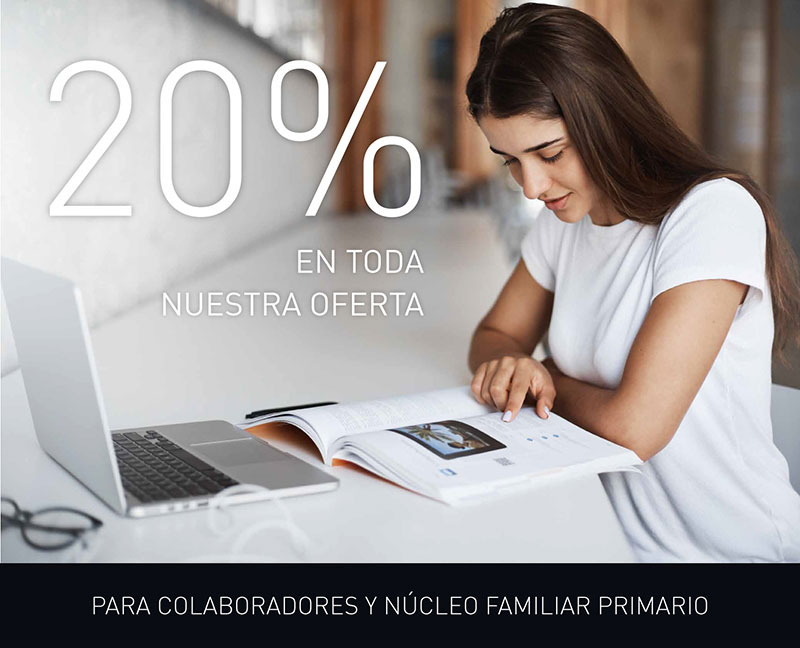 20%
EN TODA
NUESTRA OFERTA
PARA COLABORADORES Y NÚCLEO FAMILIAR PRIMARIO